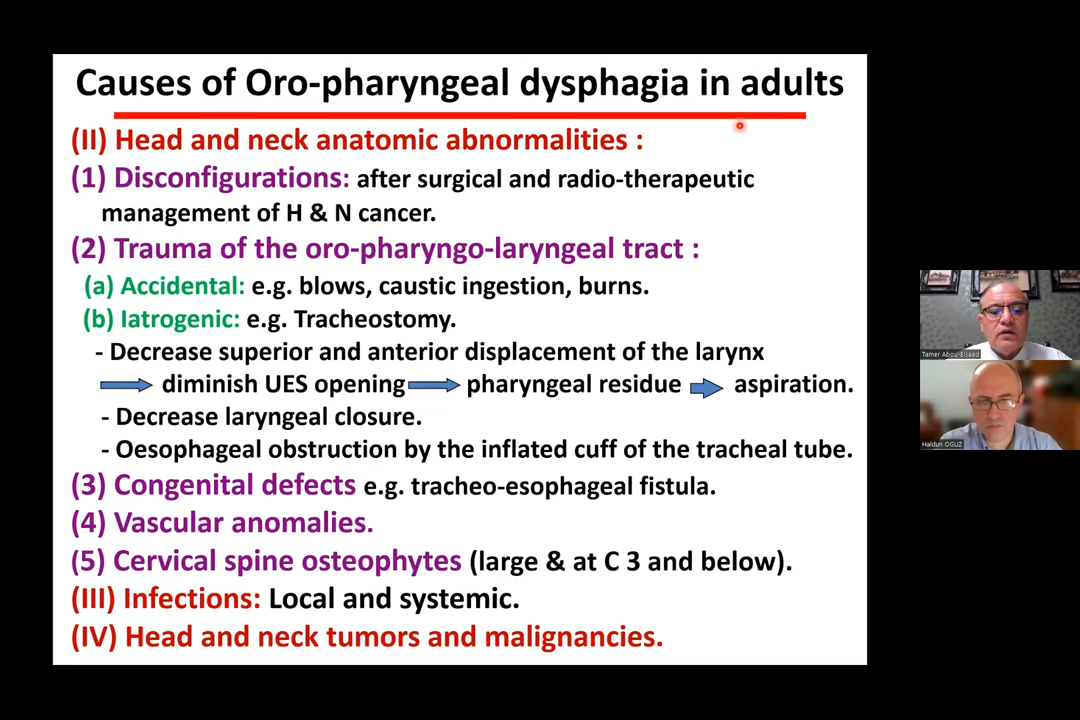 Causes of Oro-pharyngeal dysphagia in adults
(II) Head and neck anatomic abnormalities :
(1) Disconfigurations: after surgical and radio-therapeutic
management of H & N cancer.
(2) Trauma of the oro-pharyngo-laryngeal tract :
(a) Accidental: e.g. blows, caustic ingestion, burns.
(b) Iatrogenic: e.g. Tracheostomy.
- Decrease superior and anterior displacement of the larynx
diminish UES opening pharyngeal residue aspiration.
- Decrease laryngeal closure.
- Oesophageal obstruction by the inflated cuff of the tracheal tube.
(3) Congenital defects e.g. tracheo-esophageal fistula.
(4) Vascular anomalies.
(5) Cervical spine osteophytes (large & at C 3 and below).
(III) Infections: Local and systemic.
(IV) Head and neck tumors and malignancies.
Tamer Abou-Elsaad
Haldun OGUZ